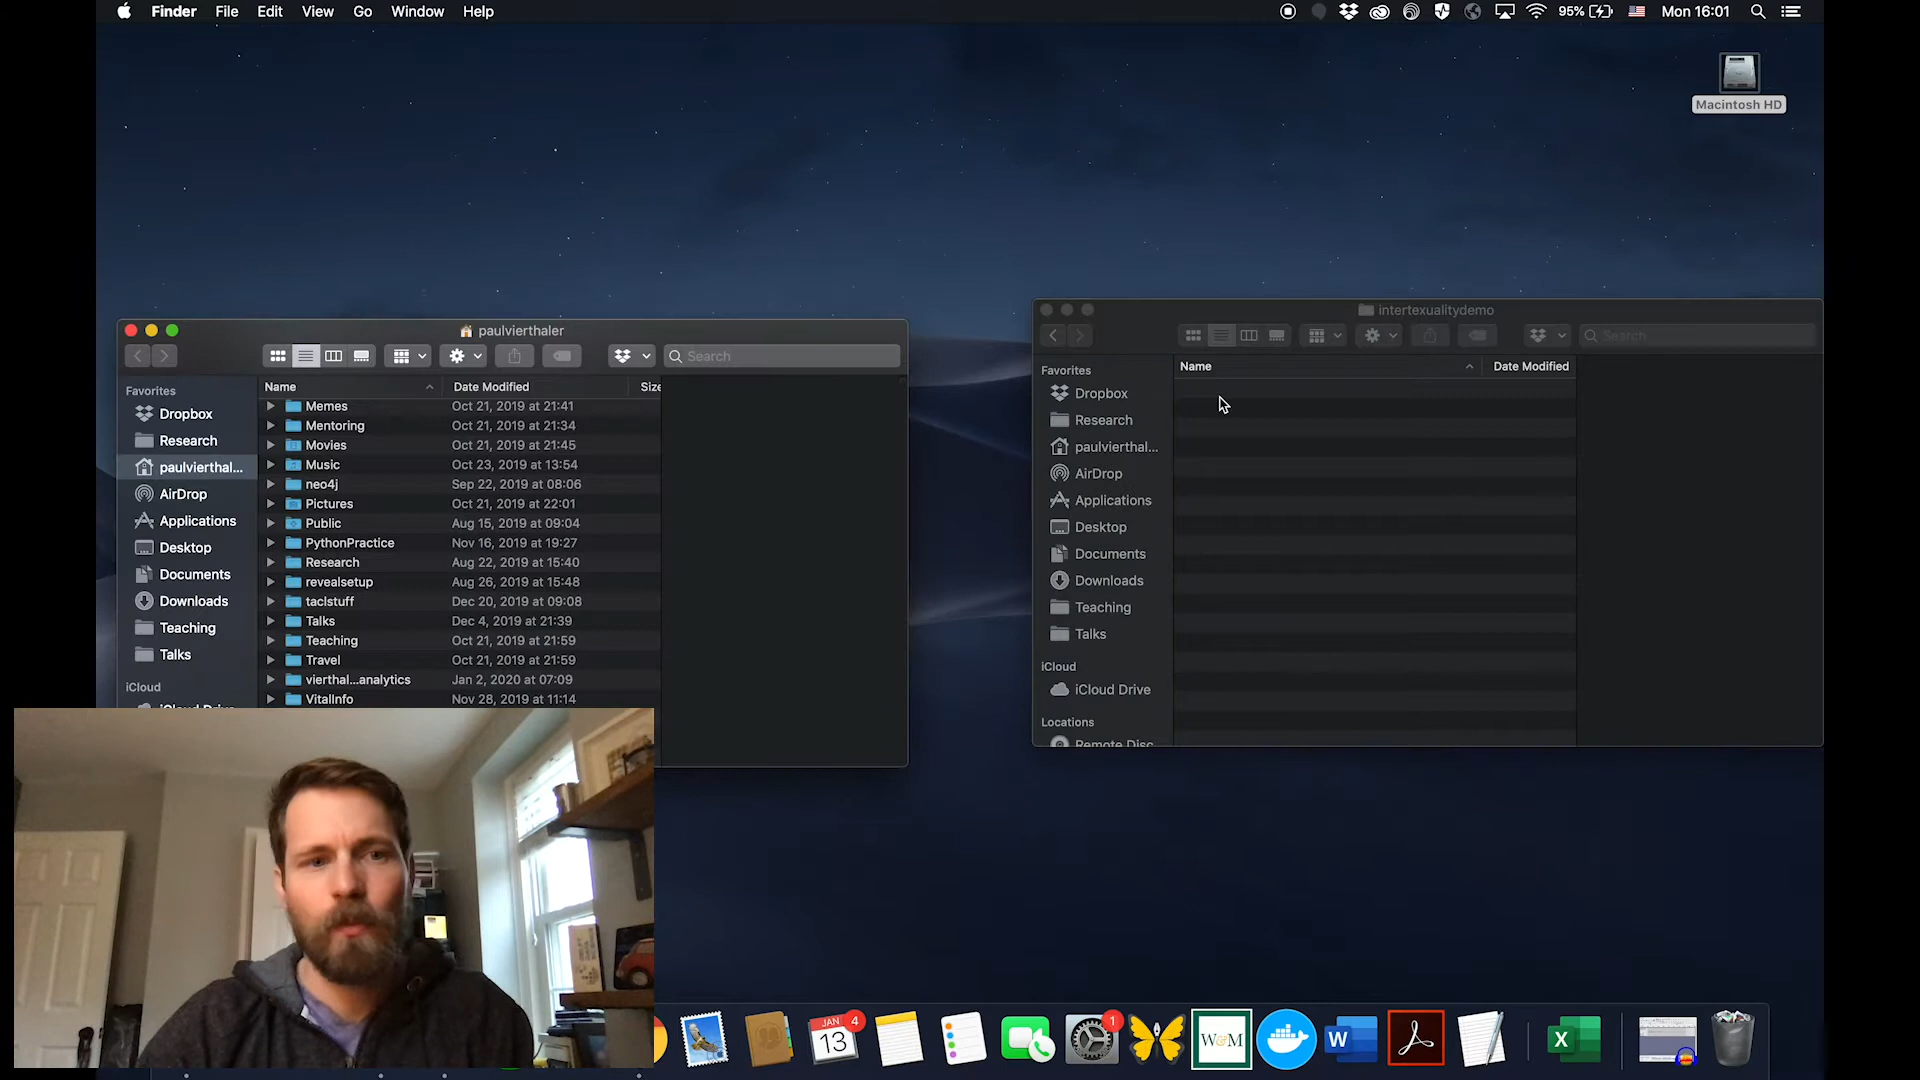 Finder File Edit View Go Window Help
95% Mon 16:01
Macintosh HD
paulvierthaler
Search
Favorites
Dropbox
Research
paulvierthal...
AirDrop
Applications
Desktop
Documents
Downloads
Teaching
Talks
iCloud
Name Date Modified Size
Memes Oct 21, 2019 at 21:41
Mentoring Oct 21, 2019 at 21:34
Movies Oct 21, 2019 at 21:45
Music Oct 23, 2019 at 13:54
neo4j Sep 22, 2019 at 08:06
Pictures Oct 21, 2019 at 22:01
Public Aug 15, 2019 at 09:04
PythonPractice Nov 16, 2019 at 19:27
Research Aug 22, 2019 at 15:40
revealsetup Aug 26, 2019 at 15:48
taclstuff Dec 20, 2019 at 09:08
Talks Dec 4, 2019 at 21:39
Teaching Oct 21, 2019 at 21:59
Travel Oct 21, 2019 at 21:59
vierthal...analytics Jan 2, 2020 at 07:09
VitalInfo Nov 28, 2019 at 11:14
intertexualitydemo
Search
Favorites
Dropbox
Research
paulvierthal...
AirDrop
Applications
Desktop
Documents
Downloads
Teaching
Talks
iCloud
iCloud Drive
Locations
Remote Disc
Name Date Modified
JAN 4
13
1
W&M
W
X